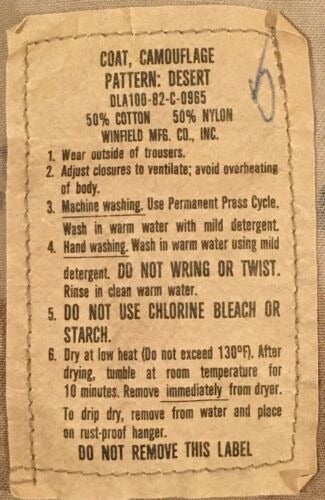 COAT, CAMOUFLAGE
PATTERN: DESERT
DLA100-82-C-0965
50% COTTON 50% NYLON
WINFIELD MFG. CO., INC.
1. Wear outside of trousers.
2. Adjust closures to ventilate; avoid overheating
of body.
3. Machine washing. Use Permanent Press Cycle.
Wash in warm water with mild detergent.
4. Hand washing. Wash in warm water using mild
detergent. DO NOT WRING OR TWIST.
Rinse in clean warm water.
5. DO NOT USE CHLORINE BLEACH OR
STARCH.
6. Dry at low heat (Do not exceed 130°F). After
drying, tumble at room temperature for
10 minutes. Remove immediately from dryer.
To drip dry, remove from water and place
on rust-proof hanger.
DO NOT REMOVE THIS LABEL